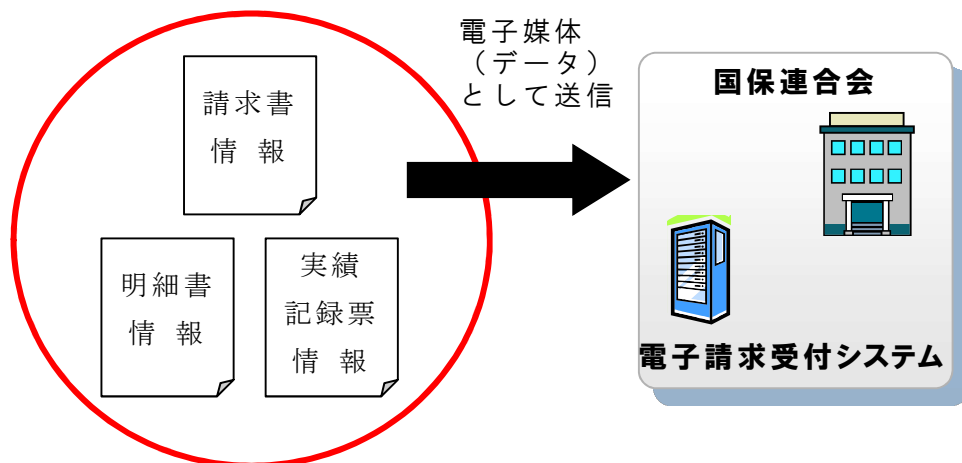 請求書
情 報
明細書
情 報
実績
記録票
情 報
電子媒体
（データ）
として送信
国保連合会
電子請求受付システム